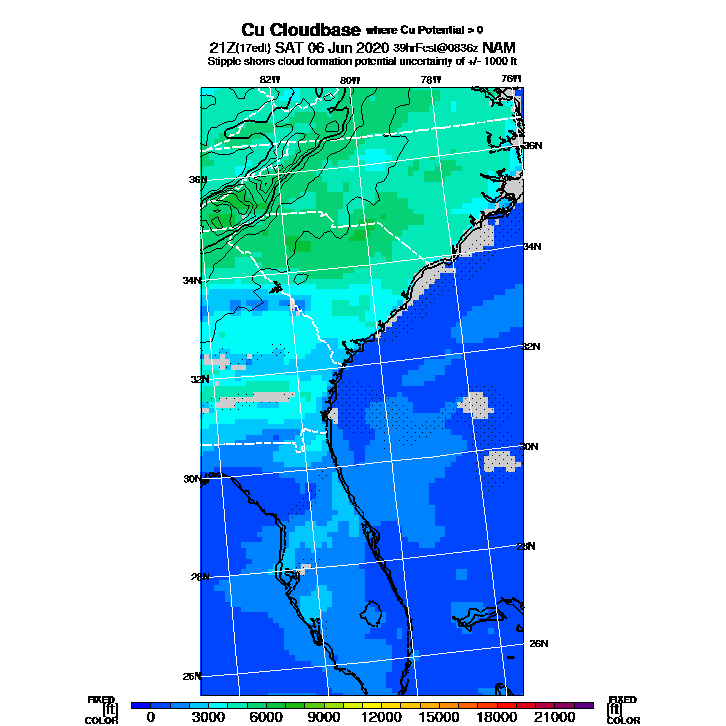 Cu Cloudbase where Cu Potential > 0
21Z(17edt) SAT 06 Jun 2020 39hrFcst@0836z NAM
Stipple shows cloud formation potential uncertainty of +/- 1000 ft
82W 80W 78W 76W
36N
36N
34N
34N
32N
32N
30N
30N
28N
28N
26N
26N
FIXED FIXED
[ft] [ft]
COLOR COLOR
0 3000 6000 9000 12000 15000 18000 21000